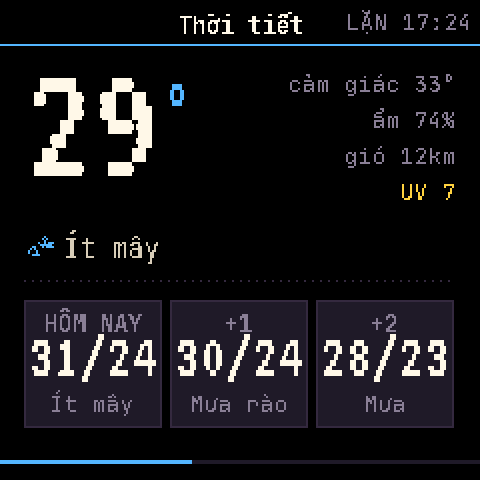 Thời tiết
LẶN 17:24
29°
cảm giác 33°
ẩm 74%
gió 12km
UV 7
Ít mây
HÔM NAY
31/24
Ít mây
+1
30/24
Mưa rào
+2
28/23
Mưa